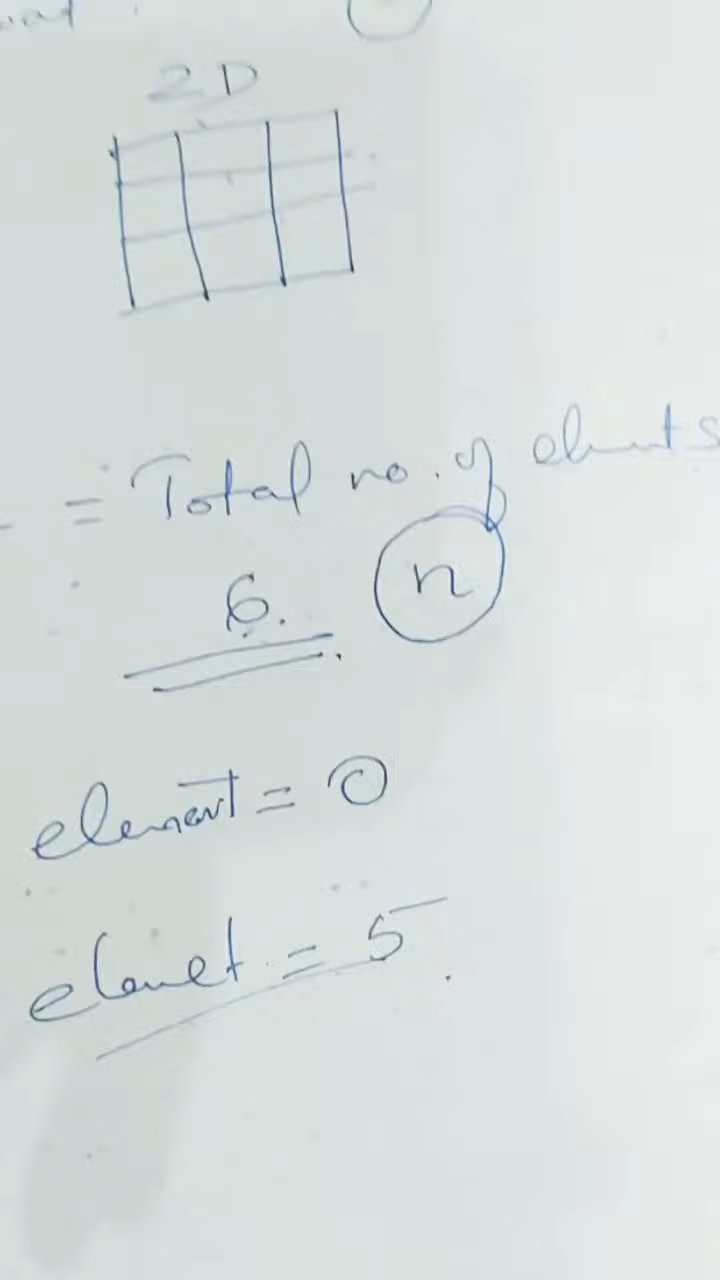 2D
= Total no. of
6. n
element = 0
elemet = 5